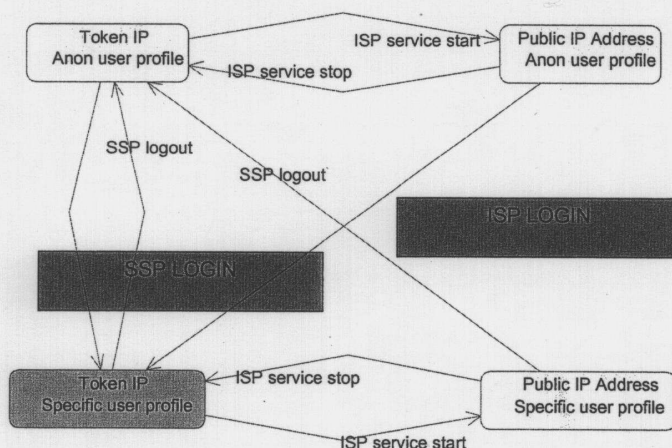 Token IP
Anon user profile
ISP service start
Public IP Address
Anon user profile
ISP service stop
SSP logout
SSP logout
ISP LOGIN
SSP LOGIN
Token IP
Specific user profile
ISP service stop
Public IP Address
Specific user profile
ISP service start